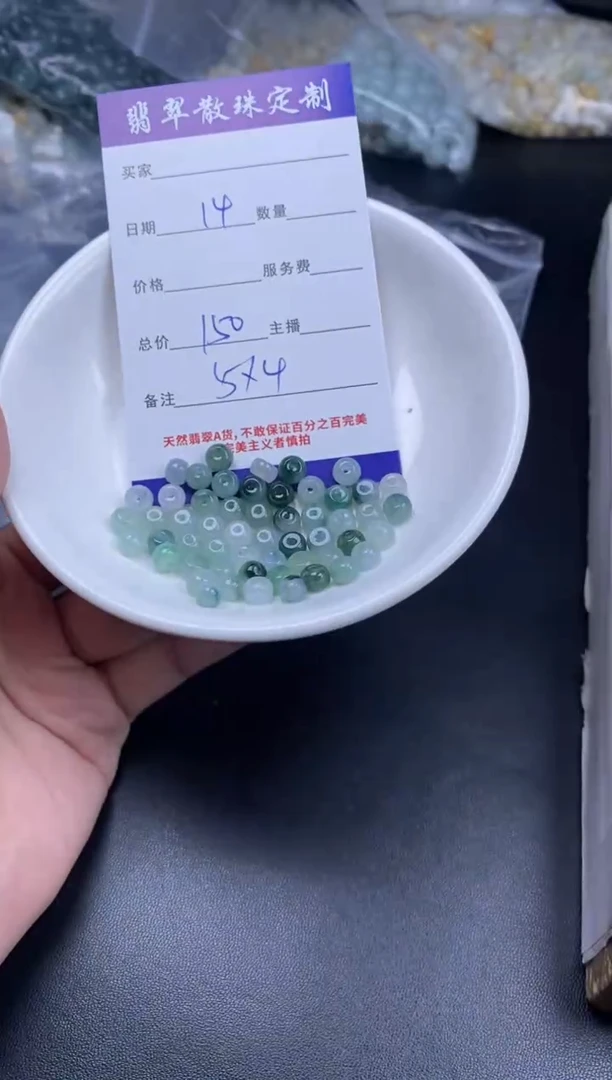 翡翠散珠定制
买家
日期 14 数量
价格 服务费
总价 150 主播
备注 5×4
天然翡翠A货，不敢保证百分之百完美
完美主义者慎拍